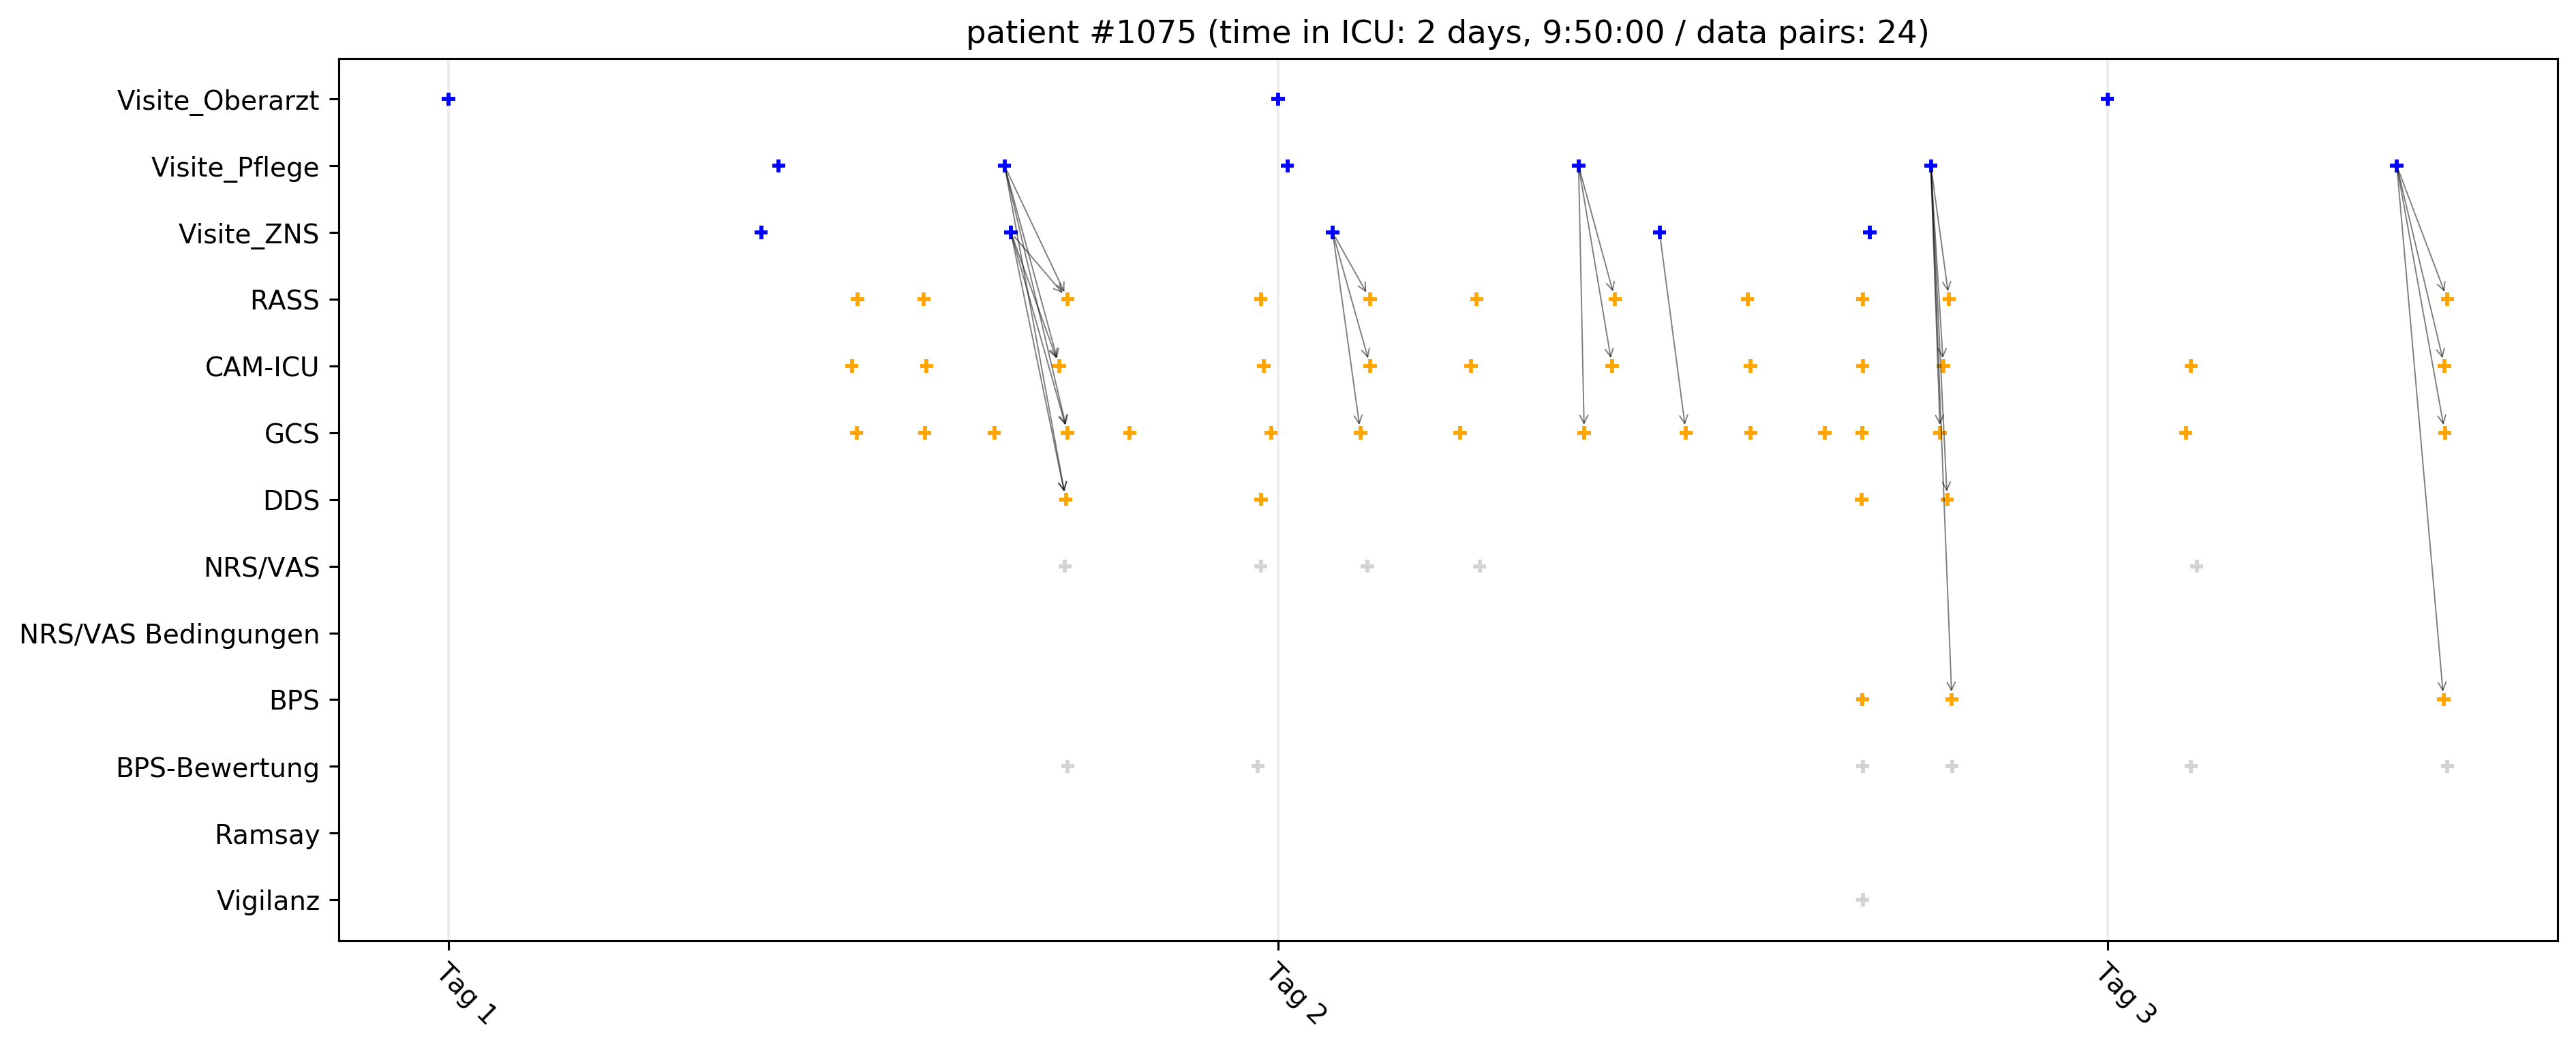 patient #1075 (time in ICU: 2 days, 9:50:00 / data pairs: 24)
Visite_Oberarzt
Visite_Pflege
Visite_ZNS
RASS
CAM-ICU
GCS
DDS
NRS/VAS
NRS/VAS Bedingungen
BPS
BPS-Bewertung
Ramsay
Vigilanz
Tag 1
Tag 2
Tag 3